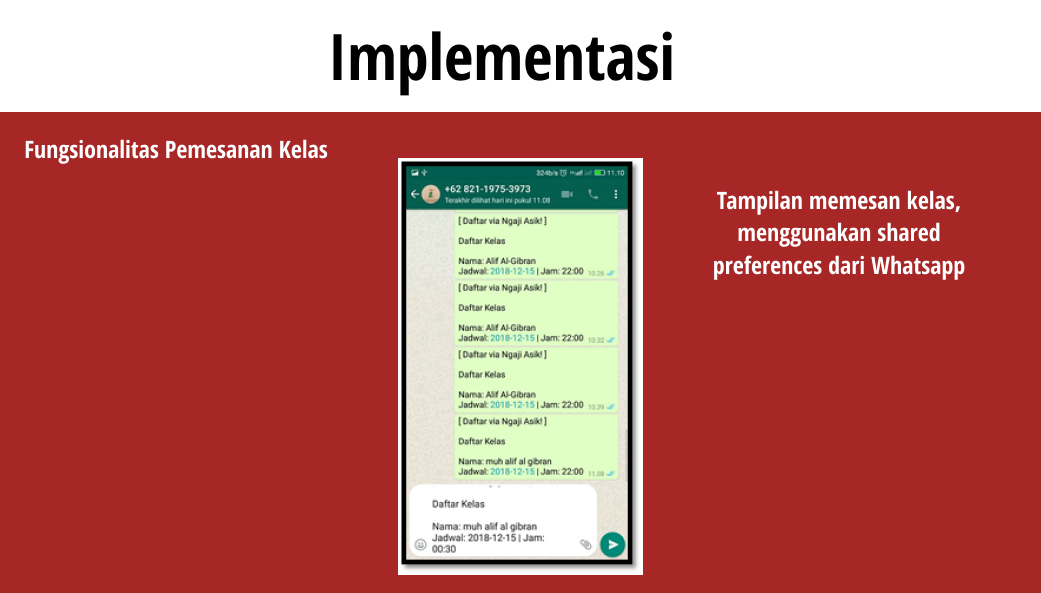 Implementasi
Fungsionalitas Pemesanan Kelas
324b/s
11.10
+62 821-1975-3973
Terakhir dilihat hari ini pukul 11.08
[ Daftar via Ngaji Asik! ]
Daftar Kelas
Nama: Alif Al-Gibran
Jadwal: 2018-12-15 | Jam: 22:00 10.26
[ Daftar via Ngaji Asik! ]
Daftar Kelas
Nama: Alif Al-Gibran
Jadwal: 2018-12-15 | Jam: 22:00 10.32
[ Daftar via Ngaji Asik! ]
Daftar Kelas
Nama: Alif Al-Gibran
Jadwal: 2018-12-15 | Jam: 22:00 10.39
[ Daftar via Ngaji Asik! ]
Daftar Kelas
Nama: muh alif al gibran
Jadwal: 2018-12-15 | Jam: 22:00 11.08
Daftar Kelas
Nama: muh alif al gibran
Jadwal: 2018-12-15 | Jam:
00:30
Tampilan memesan kelas,
menggunakan shared
preferences dari Whatsapp